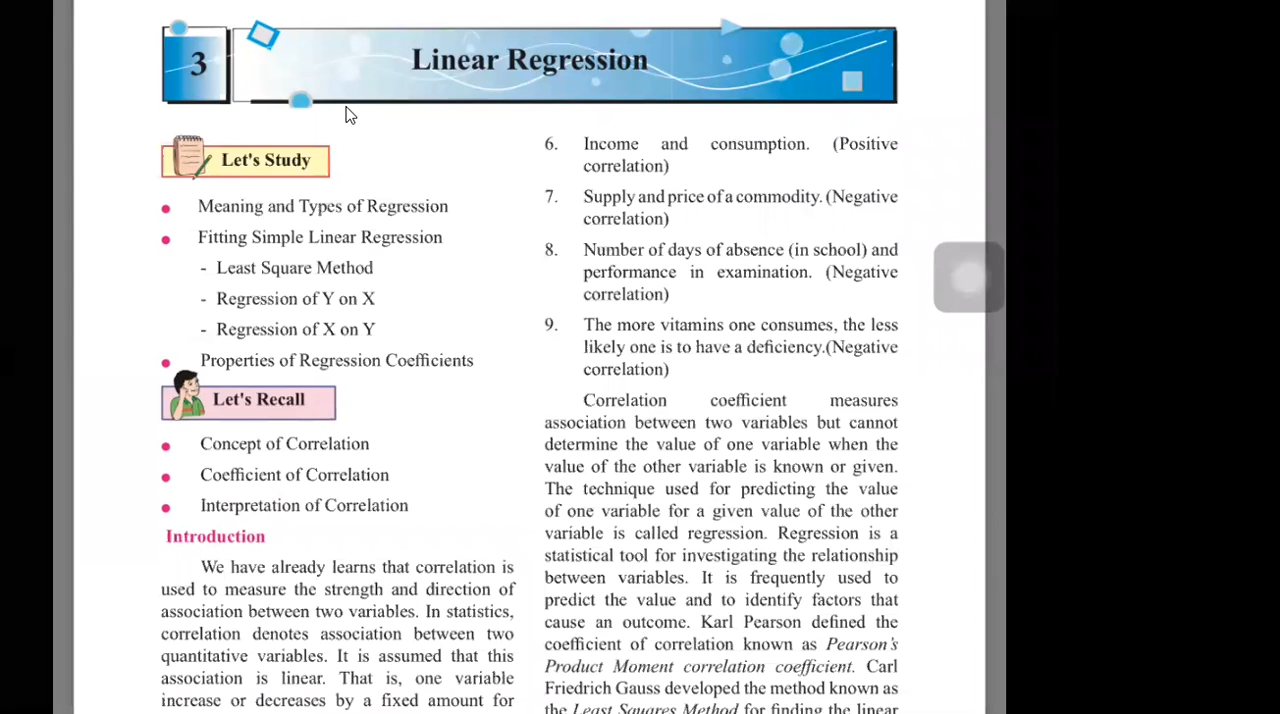 3
Linear Regression
Let's Study
• Meaning and Types of Regression
• Fitting Simple Linear Regression
- Least Square Method
- Regression of Y on X
- Regression of X on Y
• Properties of Regression Coefficients
Let's Recall
• Concept of Correlation
• Coefficient of Correlation
• Interpretation of Correlation
Introduction
We have already learns that correlation is
used to measure the strength and direction of
association between two variables. In statistics,
correlation denotes association between two
quantitative variables. It is assumed that this
association is linear. That is, one variable
increase or decreases by a fixed amount for
6. Income and consumption. (Positive
correlation)
7. Supply and price of a commodity. (Negative
correlation)
8. Number of days of absence (in school) and
performance in examination. (Negative
correlation)
9. The more vitamins one consumes, the less
likely one is to have a deficiency.(Negative
correlation)
Correlation coefficient measures
association between two variables but cannot
determine the value of one variable when the
value of the other variable is known or given.
The technique used for predicting the value
of one variable for a given value of the other
variable is called regression. Regression is a
statistical tool for investigating the relationship
between variables. It is frequently used to
predict the value and to identify factors that
cause an outcome. Karl Pearson defined the
coefficient of correlation known as Pearson's
Product Moment correlation coefficient. Carl
Friedrich Gauss developed the method known as
the Least Squares Method for finding the linear